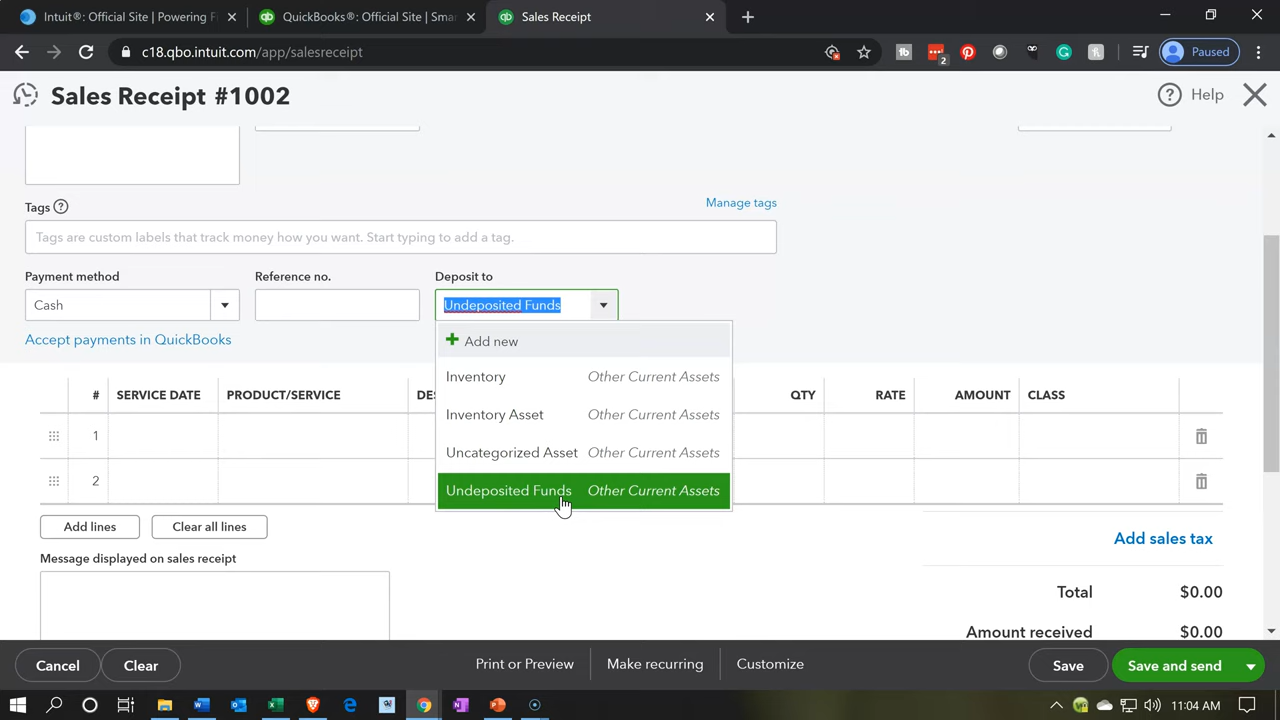 Intuit®: Official Site | Powering F
QuickBooks®: Official Site | Sma
Sales Receipt
c18.qbo.intuit.com/app/salesreceipt
2
Paused
Sales Receipt #1002
Help
Tags
Manage tags
Tags are custom labels that track money how you want. Start typing to add a tag.
Payment method
Reference no.
Deposit to
Cash
Undeposited Funds
Accept payments in QuickBooks
Add new
Inventory Other Current Assets
Inventory Asset Other Current Assets
Uncategorized Asset Other Current Assets
Undeposited Funds Other Current Assets
# SERVICE DATE PRODUCT/SERVICE DES QTY RATE AMOUNT CLASS
1
2
Add lines
Clear all lines
Message displayed on sales receipt
Add sales tax
Total $0.00
Amount received $0.00
Cancel
Clear
Print or Preview
Make recurring
Customize
Save
Save and send
11:04 AM